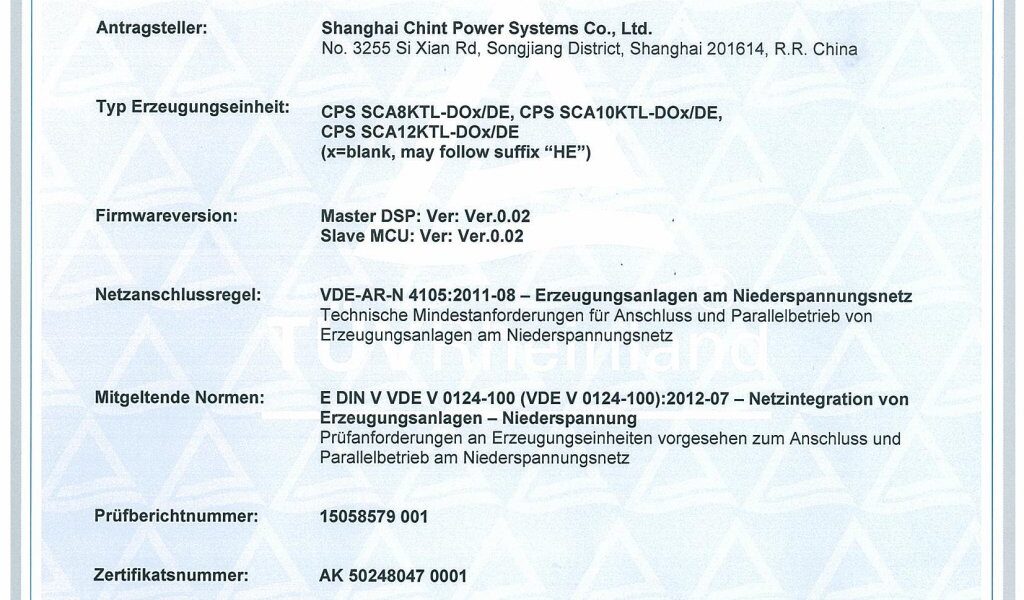 Antragsteller: Shanghai Chint Power Systems Co., Ltd.
No. 3255 Si Xian Rd, Songjiang District, Shanghai 201614, R.R. China
Typ Erzeugungseinheit: CPS SCA8KTL-DOx/DE, CPS SCA10KTL-DOx/DE,
CPS SCA12KTL-DOx/DE
(x=blank, may follow suffix “HE”)
Firmwareversion: Master DSP: Ver: Ver.0.02
Slave MCU: Ver: Ver.0.02
Netzanschlussregel: VDE-AR-N 4105:2011-08 – Erzeugungsanlagen am Niederspannungsnetz
Technische Mindestanforderungen für Anschluss und Parallelbetrieb von
Erzeugungsanlagen am Niederspannungsnetz
TÜVRheinland
Mitgeltende Normen: E DIN V VDE V 0124-100 (VDE V 0124-100):2012-07 – Netzintegration von
Erzeugungsanlagen – Niederspannung
Prüfanforderungen an Erzeugungseinheiten vorgesehen zum Anschluss und
Parallelbetrieb am Niederspannungsnetz
Prüfberichtnummer: 15058579 001
Zertifikatsnummer: AK 50248047 0001